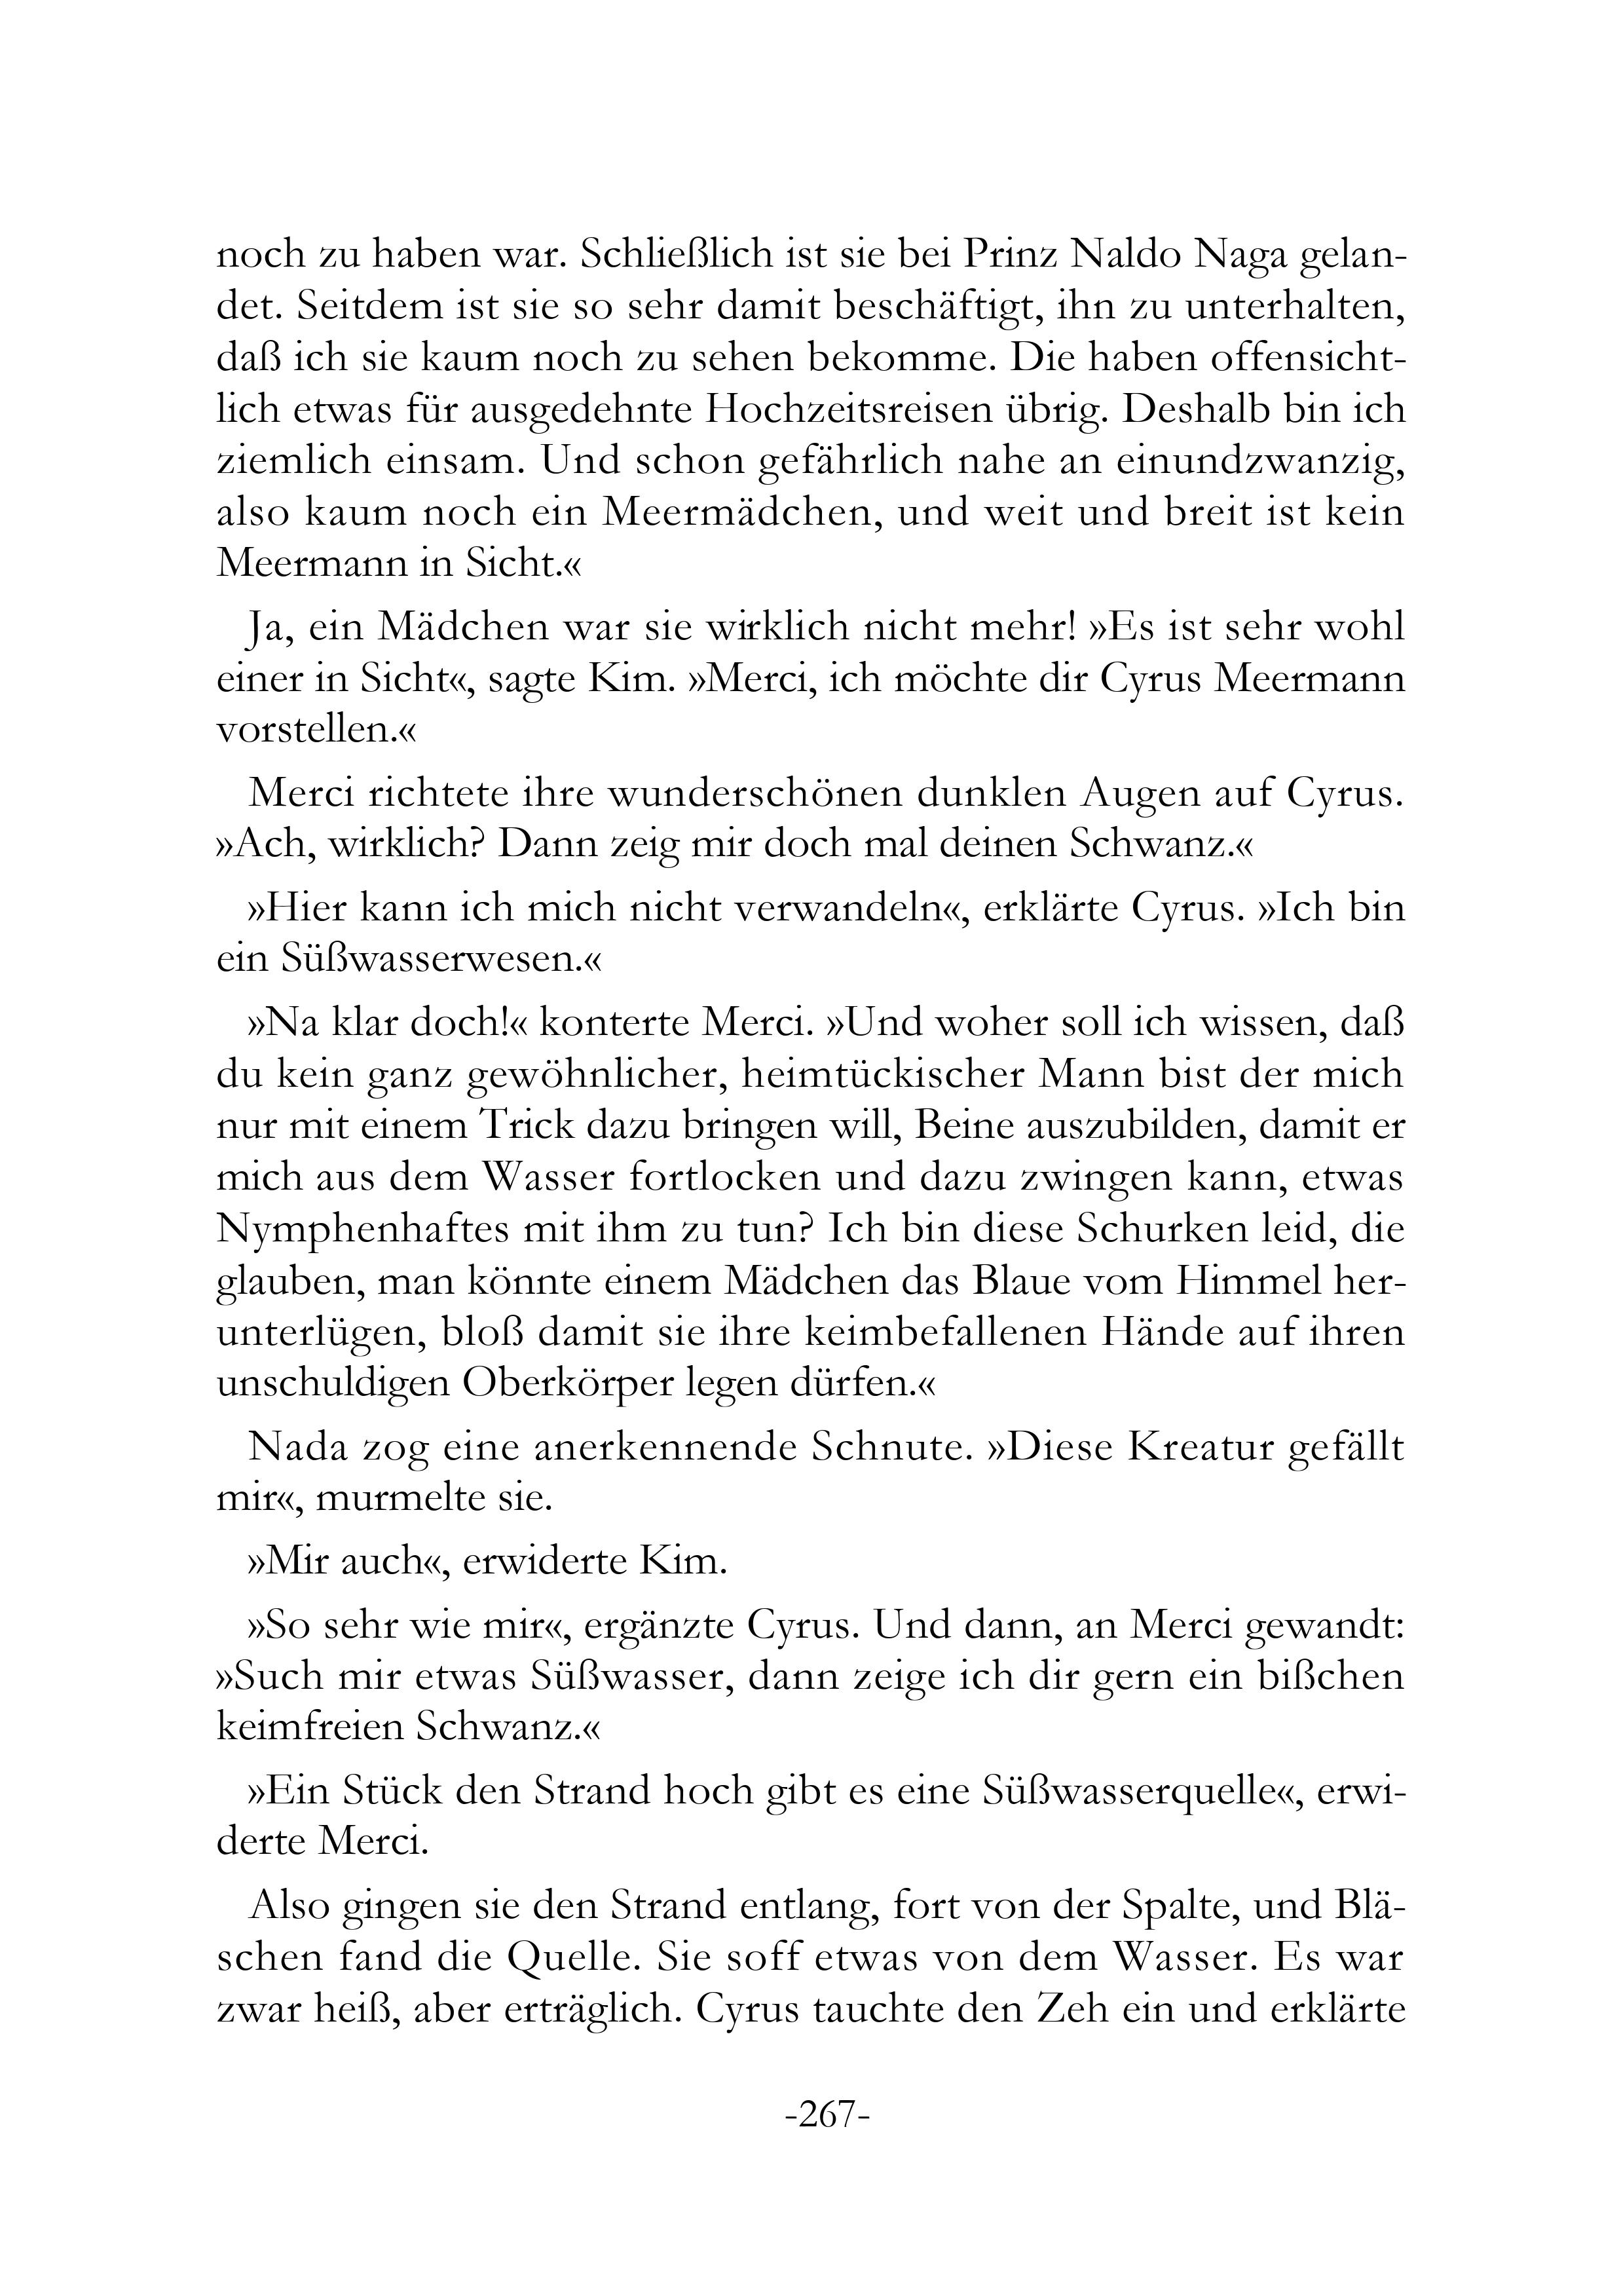 noch zu haben war. Schließlich ist sie bei Prinz Naldo Naga gelan-
det. Seitdem ist sie so sehr damit beschäftigt, ihn zu unterhalten,
daß ich sie kaum noch zu sehen bekomme. Die haben offensicht-
lich etwas für ausgedehnte Hochzeitsreisen übrig. Deshalb bin ich
ziemlich einsam. Und schon gefährlich nahe an einundzwanzig,
also kaum noch ein Meermädchen, und weit und breit ist kein
Meermann in Sicht.«
Ja, ein Mädchen war sie wirklich nicht mehr! »Es ist sehr wohl
einer in Sicht«, sagte Kim. »Merci, ich möchte dir Cyrus Meermann
vorstellen.«
Merci richtete ihre wunderschönen dunklen Augen auf Cyrus.
»Ach, wirklich? Dann zeig mir doch mal deinen Schwanz.«
»Hier kann ich mich nicht verwandeln«, erklärte Cyrus. »Ich bin
ein Süßwasserwesen.«
»Na klar doch!« konterte Merci. »Und woher soll ich wissen, daß
du kein ganz gewöhnlicher, heimtückischer Mann bist der mich
nur mit einem Trick dazu bringen will, Beine auszubilden, damit er
mich aus dem Wasser fortlocken und dazu zwingen kann, etwas
Nymphenhaftes mit ihm zu tun? Ich bin diese Schurken leid, die
glauben, man könnte einem Mädchen das Blaue vom Himmel her-
unterlügen, bloß damit sie ihre keimbefallenen Hände auf ihren
unschuldigen Oberkörper legen dürfen.«
Nada zog eine anerkennende Schnute. »Diese Kreatur gefällt
mir«, murmelte sie.
»Mir auch«, erwiderte Kim.
»So sehr wie mir«, ergänzte Cyrus. Und dann, an Merci gewandt:
»Such mir etwas Süßwasser, dann zeige ich dir gern ein bißchen
keimfreien Schwanz.«
»Ein Stück den Strand hoch gibt es eine Süßwasserquelle«, erwi-
derte Merci.
Also gingen sie den Strand entlang, fort von der Spalte, und Blä-
schen fand die Quelle. Sie soff etwas von dem Wasser. Es war
zwar heiß, aber erträglich. Cyrus tauchte den Zeh ein und erklärte
-267-